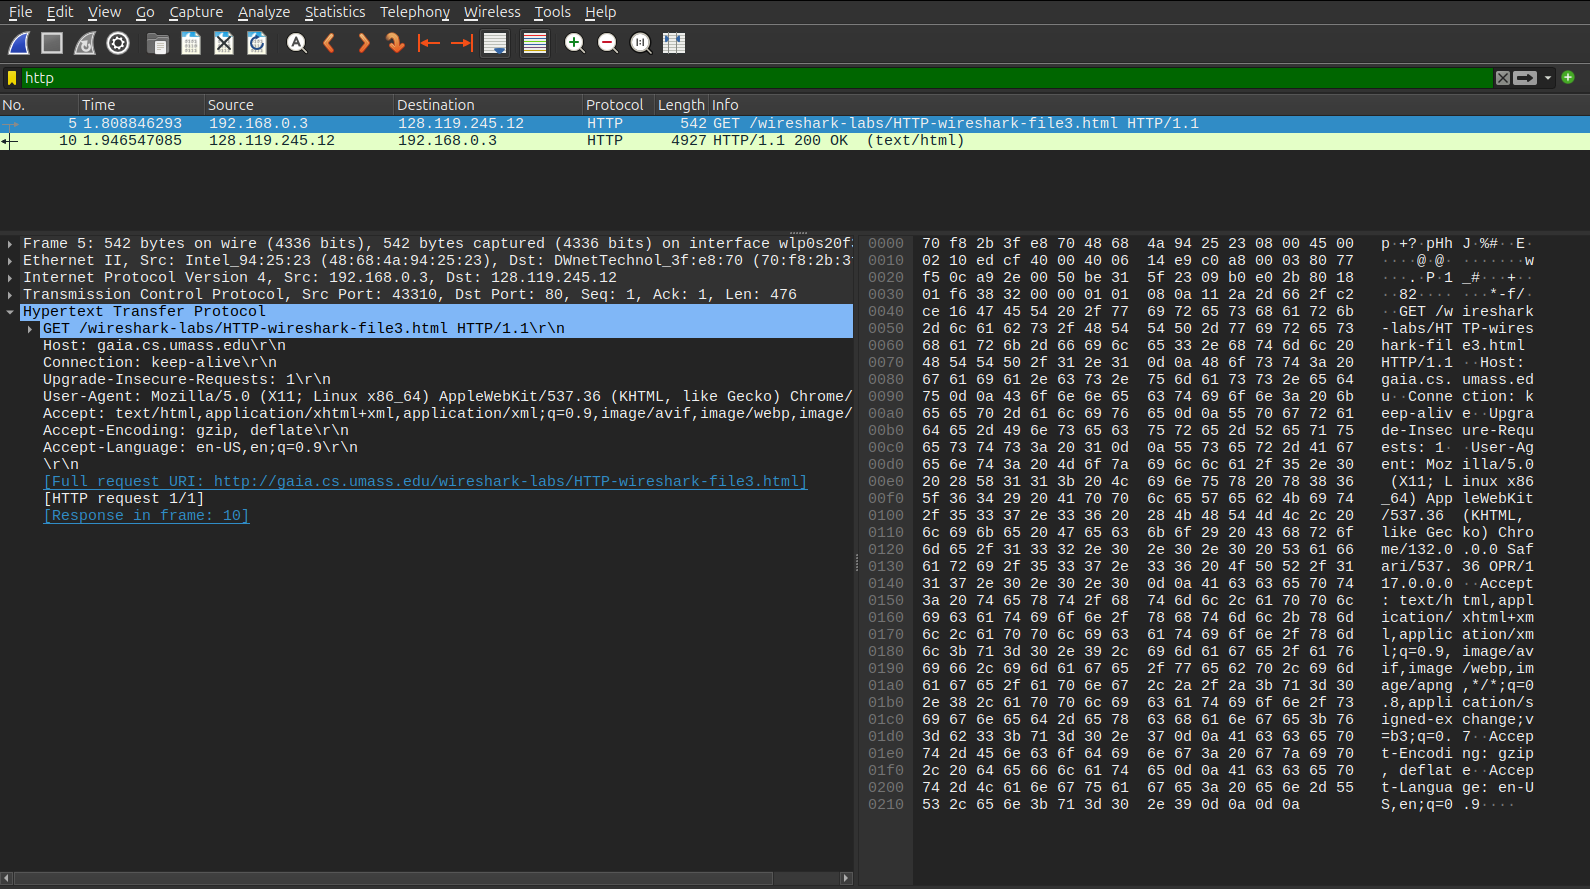 File Edit View Go Capture Analyze Statistics Telephony Wireless Tools Help
http
No. Time Source Destination Protocol Length Info
5 1.808846293 192.168.0.3 128.119.245.12 HTTP 542 GET /wireshark-labs/HTTP-wireshark-file3.html HTTP/1.1
10 1.946547085 128.119.245.12 192.168.0.3 HTTP 4927 HTTP/1.1 200 OK (text/html)
Frame 5: 542 bytes on wire (4336 bits), 542 bytes captured (4336 bits) on interface wlp0s20f
Ethernet II, Src: Intel_94:25:23 (48:68:4a:94:25:23), Dst: DWnetTechnol_3f:e8:70 (70:f8:2b:3
Internet Protocol Version 4, Src: 192.168.0.3, Dst: 128.119.245.12
Transmission Control Protocol, Src Port: 43310, Dst Port: 80, Seq: 1, Ack: 1, Len: 476
Hypertext Transfer Protocol
GET /wireshark-labs/HTTP-wireshark-file3.html HTTP/1.1\r\n
Host: gaia.cs.umass.edu\r\n
Connection: keep-alive\r\n
Upgrade-Insecure-Requests: 1\r\n
User-Agent: Mozilla/5.0 (X11; Linux x86_64) AppleWebKit/537.36 (KHTML, like Gecko) Chrome/
Accept: text/html,application/xhtml+xml,application/xml;q=0.9,image/avif,image/webp,image/
Accept-Encoding: gzip, deflate\r\n
Accept-Language: en-US,en;q=0.9\r\n
\r\n
[Full request URI: http://gaia.cs.umass.edu/wireshark-labs/HTTP-wireshark-file3.html]
[HTTP request 1/1]
[Response in frame: 10]
0000 70 f8 2b 3f e8 70 48 68 4a 94 25 23 08 00 45 00 p·+?·pHh J·%#··E·
0010 02 10 ed cf 40 00 40 06 14 e9 c0 a8 00 03 80 77 ····@·@· ·······w
0020 f5 0c a9 2e 00 50 be 31 5f 23 09 b0 e0 2b 80 18 ···.·P·1 _#···+··
0030 01 f6 38 32 00 00 01 01 08 0a 11 2a 2d 66 2f c2 ··82···· ···*-f/·
0040 ce 16 47 45 54 20 2f 77 69 72 65 73 68 61 72 6b ··GET /w ireshark
0050 2d 6c 61 62 73 2f 48 54 54 50 2d 77 69 72 65 73 -labs/HT TP-wires
0060 68 61 72 6b 2d 66 69 6c 65 33 2e 68 74 6d 6c 20 hark-fil e3.html
0070 48 54 54 50 2f 31 2e 31 0d 0a 48 6f 73 74 3a 20 HTTP/1.1 ··Host:
0080 67 61 69 61 2e 63 73 2e 75 6d 61 73 73 2e 65 64 gaia.cs. umass.ed
0090 75 0d 0a 43 6f 6e 6e 65 63 74 69 6f 6e 3a 20 6b u··Conne ction: k
00a0 65 65 70 2d 61 6c 69 76 65 0d 0a 55 70 67 72 61 eep-aliv e··Upgra
00b0 64 65 2d 49 6e 73 65 63 75 72 65 2d 52 65 71 75 de-Insec ure-Requ
00c0 65 73 74 73 3a 20 31 0d 0a 55 73 65 72 2d 41 67 ests: 1· ·User-Ag
00d0 65 6e 74 3a 20 4d 6f 7a 69 6c 6c 61 2f 35 2e 30 ent: Moz illa/5.0
00e0 20 28 58 31 31 3b 20 4c 69 6e 75 78 20 78 38 36 (X11; L inux x86
00f0 5f 36 34 29 20 41 70 70 6c 65 57 65 62 4b 69 74 _64) App leWebKit
0100 2f 35 33 37 2e 33 36 20 28 4b 48 54 4d 4c 2c 20 /537.36 (KHTML,
0110 6c 69 6b 65 20 47 65 63 6b 6f 29 20 43 68 72 6f like Gec ko) Chro
0120 6d 65 2f 31 33 32 2e 30 2e 30 2e 30 20 53 61 66 me/132.0 .0.0 Saf
0130 61 72 69 2f 35 33 37 2e 33 36 20 4f 50 52 2f 31 ari/537. 36 OPR/1
0140 31 37 2e 30 2e 30 2e 30 0d 0a 41 63 63 65 70 74 17.0.0.0 ··Accept
0150 3a 20 74 65 78 74 2f 68 74 6d 6c 2c 61 70 70 6c : text/h tml,appl
0160 69 63 61 74 69 6f 6e 2f 78 68 74 6d 6c 2b 78 6d ication/ xhtml+xm
0170 6c 2c 61 70 70 6c 69 63 61 74 69 6f 6e 2f 78 6d l,applic ation/xm
0180 6c 3b 71 3d 30 2e 39 2c 69 6d 61 67 65 2f 61 76 l;q=0.9, image/av
0190 69 66 2c 69 6d 61 67 65 2f 77 65 62 70 2c 69 6d if,image /webp,im
01a0 61 67 65 2f 61 70 6e 67 2c 2a 2f 2a 3b 71 3d 30 age/apng ,*/*;q=0
01b0 2e 38 2c 61 70 70 6c 69 63 61 74 69 6f 6e 2f 73 .8,appli cation/s
01c0 69 67 6e 65 64 2d 65 78 63 68 61 6e 67 65 3b 76 igned-ex change;v
01d0 3d 62 33 3b 71 3d 30 2e 37 0d 0a 41 63 63 65 70 =b3;q=0. 7··Accep
01e0 74 2d 45 6e 63 6f 64 69 6e 67 3a 20 67 7a 69 70 t-Encodi ng: gzip
01f0 2c 20 64 65 66 6c 61 74 65 0d 0a 41 63 63 65 70 , deflat e··Accep
0200 74 2d 4c 61 6e 67 75 61 67 65 3a 20 65 6e 2d 55 t-Langua ge: en-U
0210 53 2c 65 6e 3b 71 3d 30 2e 39 0d 0a 0d 0a S,en;q=0 .9····